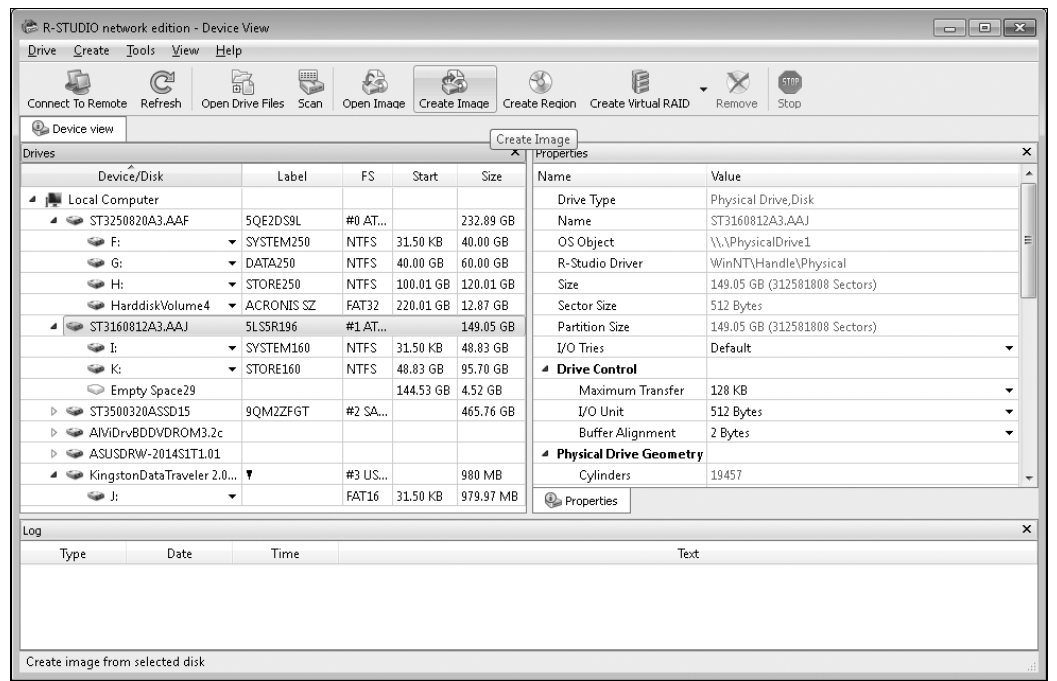 R-STUDIO network edition - Device View
Drive Create Tools View Help
Connect To Remote Refresh Open Drive Files Scan Open Image Create Image Create Region Create Virtual RAID Remove Stop
STOP
Device view
Create Image
Drives
Device/Disk Label FS Start Size
Local Computer
ST3250820A3.AAF 5QE2DS9L #0 AT... 232.89 GB
F: SYSTEM250 NTFS 31.50 KB 40.00 GB
G: DATA250 NTFS 40.00 GB 60.00 GB
H: STORE250 NTFS 100.01 GB 120.01 GB
HarddiskVolume4 ACRONIS SZ FAT32 220.01 GB 12.87 GB
ST3160812A3.AAJ 5LS5R196 #1 AT... 149.05 GB
I: SYSTEM160 NTFS 31.50 KB 48.83 GB
K: STORE160 NTFS 48.83 GB 95.70 GB
Empty Space29 144.53 GB 4.52 GB
ST3500320ASSD15 9QM2ZFGT #2 SA... 465.76 GB
AlViDrvBDDVDROM3.2c
ASUSDRW-2014S1T1.01
KingstonDataTraveler 2.0... #3 US... 980 MB
J: FAT16 31.50 KB 979.97 MB
Properties
Name Value
Drive Type Physical Drive,Disk
Name ST3160812A3.AAJ
OS Object \\.\PhysicalDrive1
R-Studio Driver WinNT\Handle\Physical
Size 149.05 GB (312581808 Sectors)
Sector Size 512 Bytes
Partition Size 149.05 GB (312581808 Sectors)
I/O Tries Default
Drive Control
Maximum Transfer 128 KB
I/O Unit 512 Bytes
Buffer Alignment 2 Bytes
Physical Drive Geometry
Cylinders 19457
Properties
Log
Type Date Time Text
Create image from selected disk